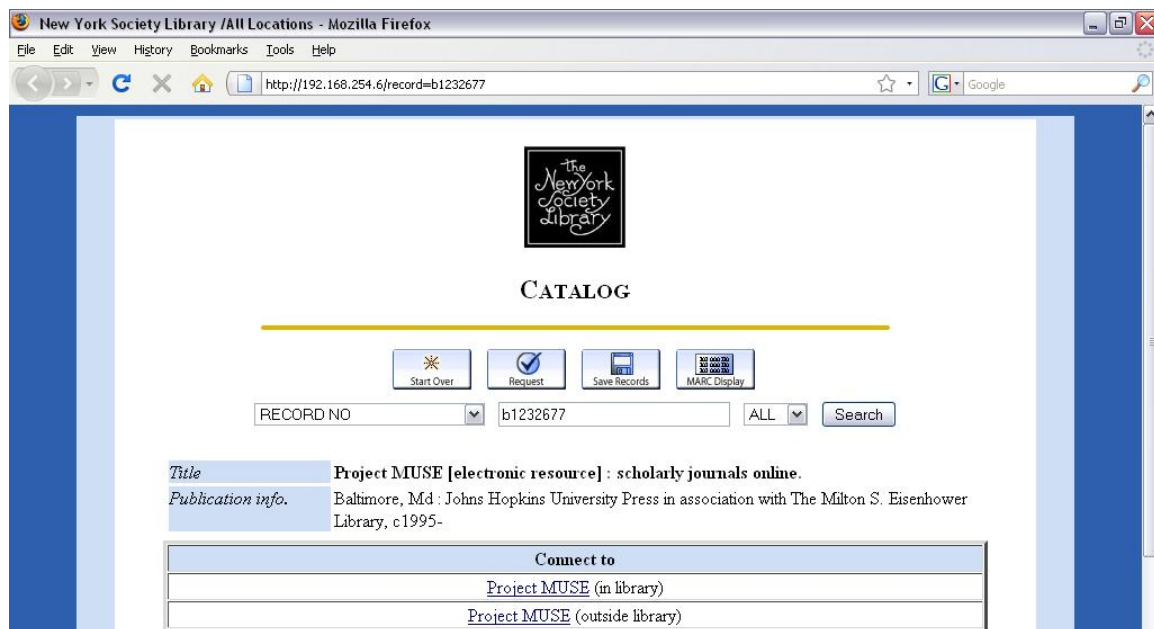 New York Society Library /All Locations - Mozilla Firefox
File Edit View History Bookmarks Tools Help
http://192.168.254.6/record=b1232677 G Google
The
New York
Society
Library
CATALOG
Start Over Request Save Records MARC Display
RECORD NO b1232677 ALL Search
Title Project MUSE [electronic resource] : scholarly journals online.
Publication info. Baltimore, Md : Johns Hopkins University Press in association with The Milton S. Eisenhower
Library, c1995-
Connect to
Project MUSE (in library)
Project MUSE (outside library)